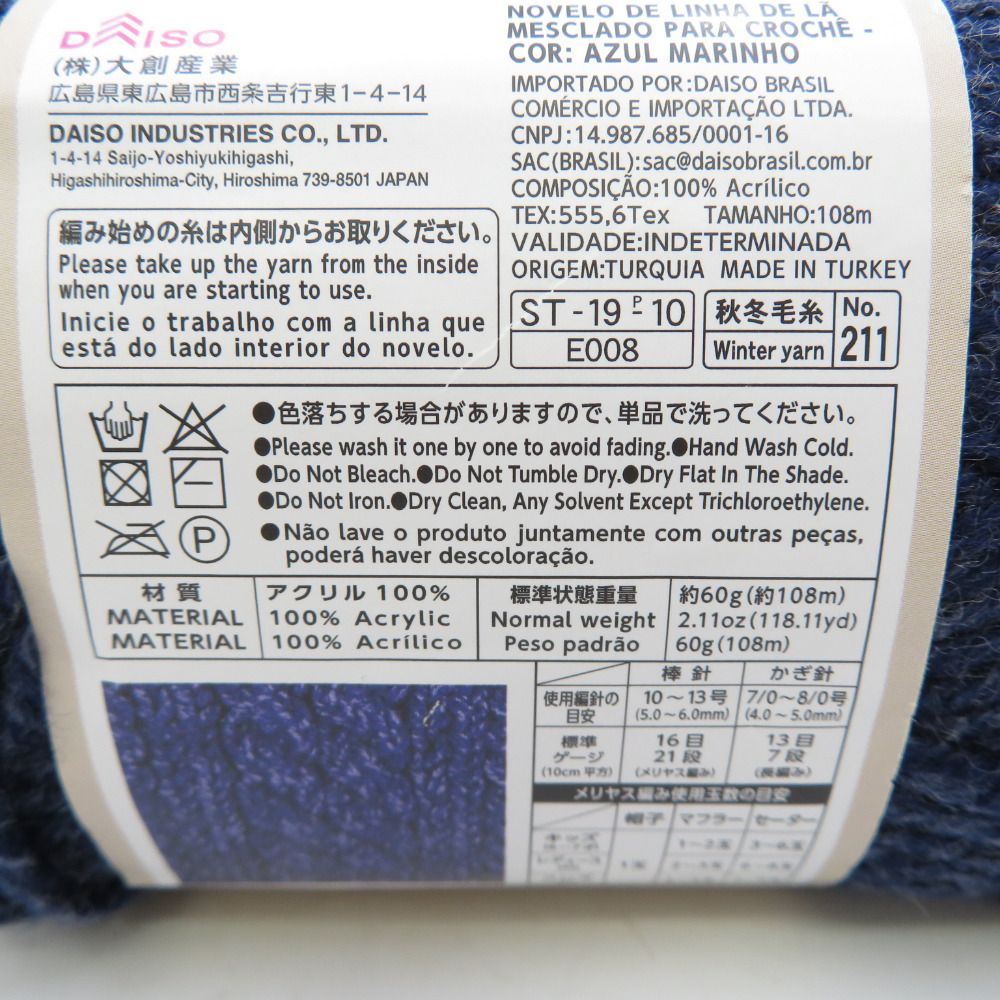 DAISO
(株)大創産業
広島県東広島市西条吉行東1-4-14
DAISO INDUSTRIES CO., LTD.
1-4-14 Saijo-Yoshiyukihigashi,
Higashihiroshima-City, Hiroshima 739-8501 JAPAN
NOVELO DE LINHA DE LÃ
MESCLADO PARA CROCHÊ -
COR: AZUL MARINHO
IMPORTADO POR:DAISO BRASIL
COMÉRCIO E IMPORTAÇÃO LTDA.
CNPJ:14.987.685/0001-16
SAC(BRASIL):sac@daisobrasil.com.br
COMPOSIÇÃO:100% Acrílico
TEX:555,6Tex TAMANHO:108m
VALIDADE:INDETERMINADA
ORIGEM:TURQUIA MADE IN TURKEY
編み始めの糸は内側からお取りください。
Please take up the yarn from the inside
when you are starting to use.
Inicie o trabalho com a linha que
está do lado interior do novelo.
ST-19 P-10
E008
秋冬毛糸
Winter yarn
No.
211
●色落ちする場合がありますので、単品で洗ってください。
●Please wash it one by one to avoid fading.●Hand Wash Cold.
●Do Not Bleach.●Do Not Tumble Dry.●Dry Flat In The Shade.
●Do Not Iron.●Dry Clean, Any Solvent Except Trichloroethylene.
●Não lave o produto juntamente com outras peças,
poderá haver descoloração.
P
材質 アクリル100% 標準状態重量 約60g(約108m)
MATERIAL 100% Acrylic Normal weight 2.11oz(118.11yd)
MATERIAL 100% Acrílico Peso padrão 60g(108m)
棒針 かぎ針
使用編針の目安 10〜13号 7/0〜8/0号
(5.0〜6.0mm) (4.0〜5.0mm)
標準 16目 13目
ゲージ 21段 7段
(10cm平方) (メリヤス編み) (長編み)
メリヤス編み使用玉数の目安
帽子 マフラー セーター
キッズ